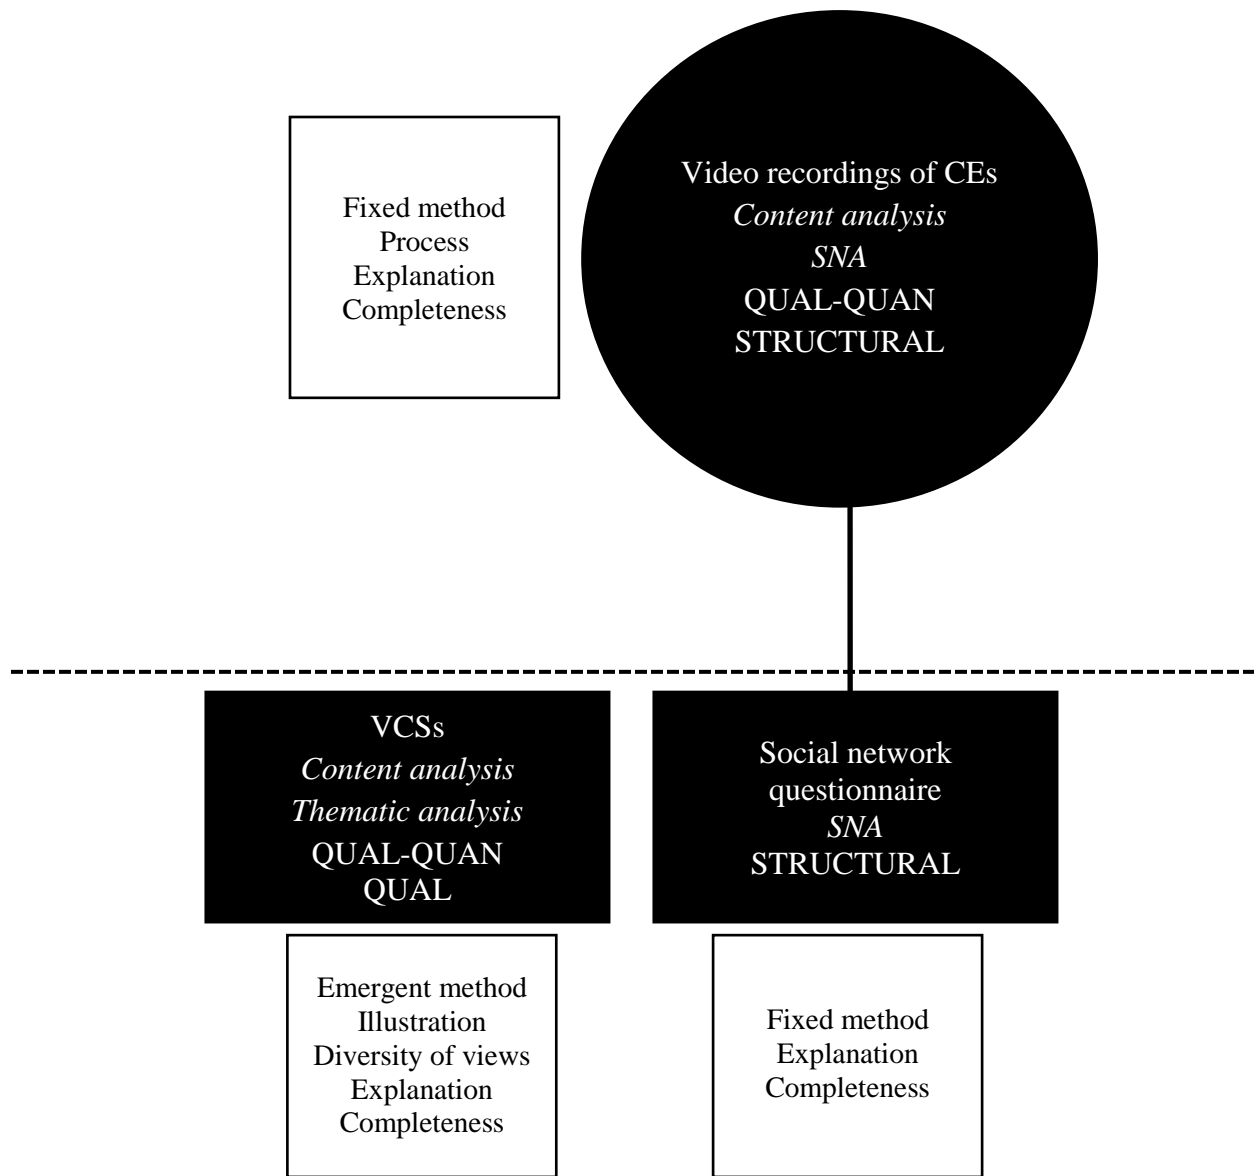 Fixed method
Process
Explanation
Completeness
Video recordings of CEs
Content analysis
SNA
QUAL-QUAN
STRUCTURAL
VCSs
Content analysis
Thematic analysis
QUAL-QUAN
QUAL
Social network
questionnaire
SNA
STRUCTURAL
Emergent method
Illustration
Diversity of views
Explanation
Completeness
Fixed method
Explanation
Completeness